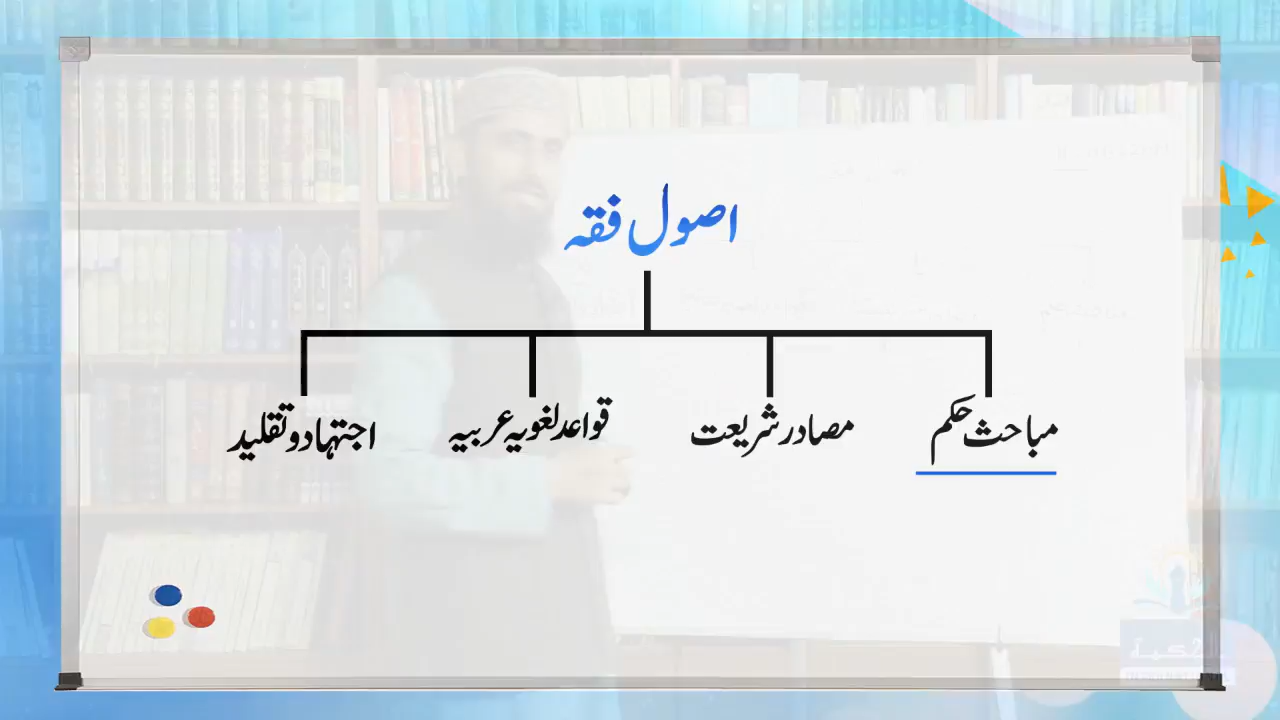 اصول فقہ
مباحث حکم
مصادر شریعت
قواعد لغویہ عربیہ
اجتہاد و تقلید